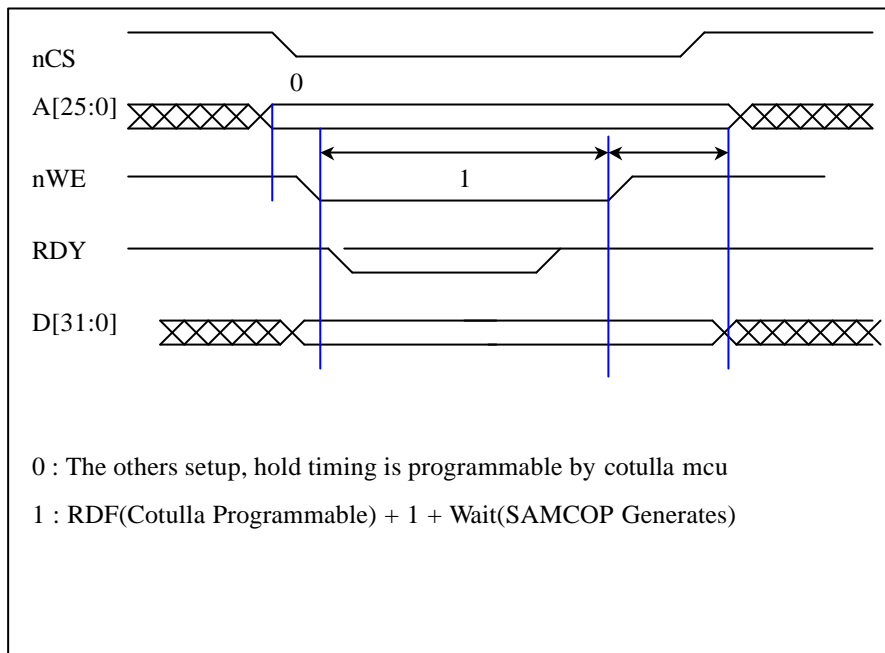 nCS
0
A[25:0]
nWE
1
RDY
D[31:0]
0 : The others setup, hold timing is programmable by cotulla mcu
1 : RDF(Cotulla Programmable) + 1 + Wait(SAMCOP Generates)